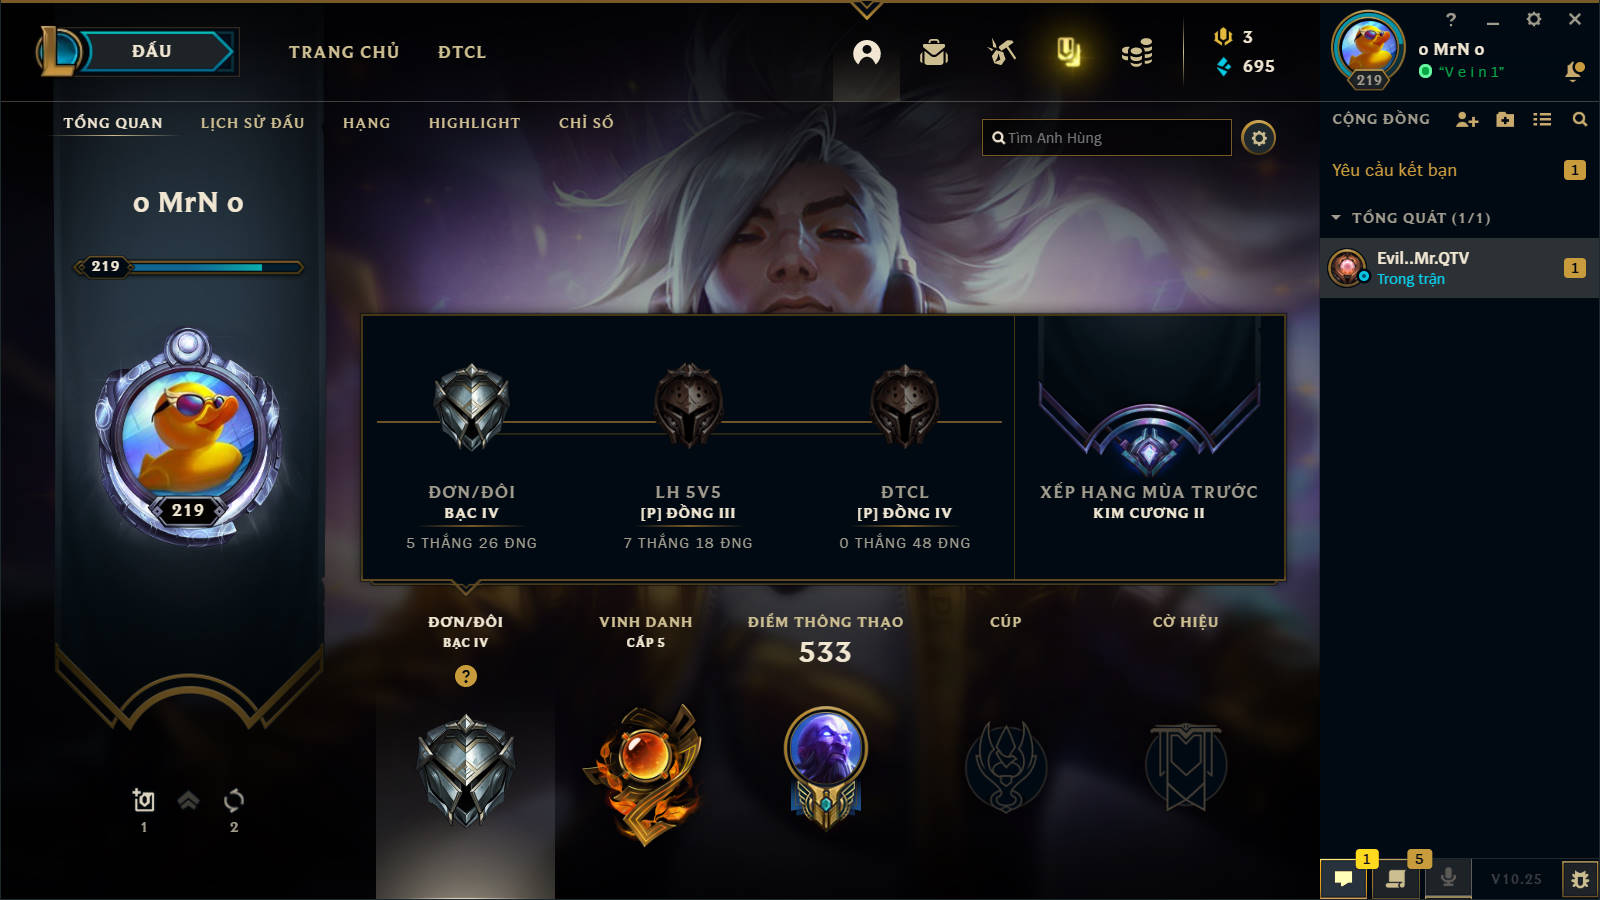 ĐẤU
TRANG CHỦ
ĐTCL
3
695
?
o MrN o
219
"Vein1"
TỔNG QUAN
LỊCH SỬ ĐẤU
HẠNG
HIGHLIGHT
CHỈ SỐ
Tìm Anh Hùng
CỘNG ĐỒNG
Yêu cầu kết bạn
1
TỔNG QUÁT (1/1)
Evil..Mr.QTV
Trong trận
1
o MrN o
219
219
1
2
ĐƠN/ĐÔI
BẠC IV
5 THẮNG 26 ĐNG
LH 5V5
[P] ĐỒNG III
7 THẮNG 18 ĐNG
ĐTCL
[P] ĐỒNG IV
0 THẮNG 48 ĐNG
XẾP HẠNG MÙA TRƯỚC
KIM CƯƠNG II
ĐƠN/ĐÔI
BẠC IV
?
VINH DANH
CẤP 5
ĐIỂM THÔNG THẠO
533
CÚP
CỜ HIỆU
1
5
V10.25